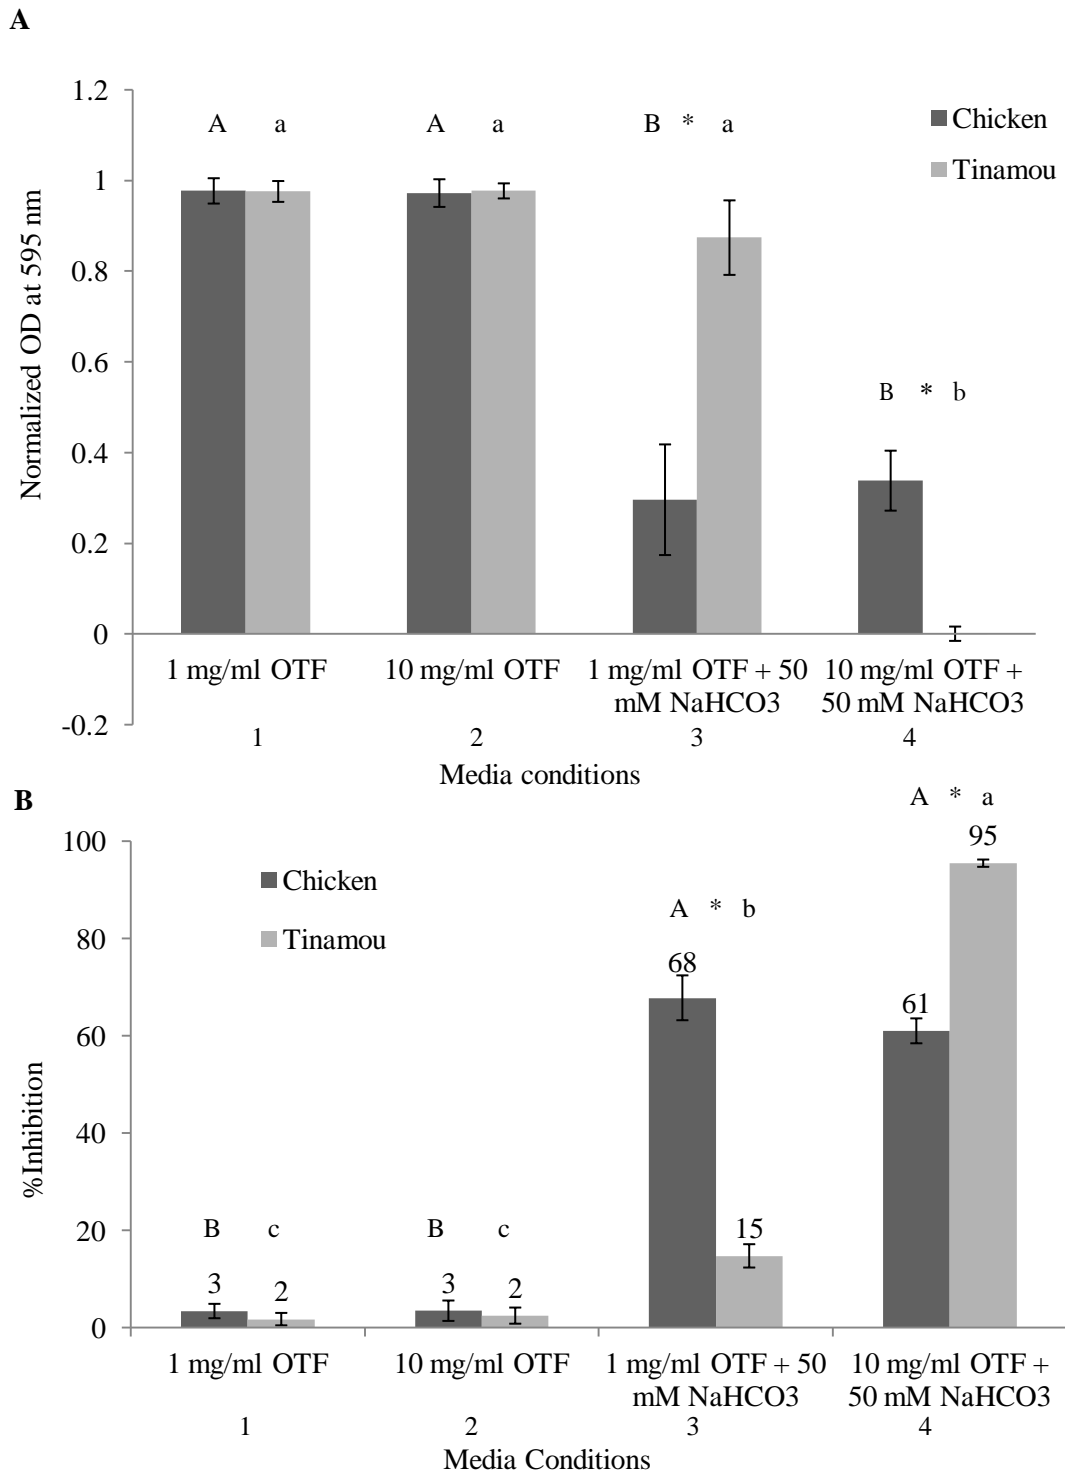 A
1.2
A a A a B * a
Chicken
Tinamou
1
0.8
0.6
B * b
0.4
0.2
0
-0.2
Normalized OD at 595 nm
1 mg/ml OTF
10 mg/ml OTF
1 mg/ml OTF + 50
mM NaHCO3
10 mg/ml OTF +
50 mM NaHCO3
1 2 3 4
Media conditions
B
A * a
95
100
Chicken
Tinamou
A * b
80
68
61
60
40
%Inhibition
20
B c B c
15
3 2 3 2
0
1 mg/ml OTF
10 mg/ml OTF
1 mg/ml OTF + 50
mM NaHCO3
10 mg/ml OTF +
50 mM NaHCO3
1 2 3 4
Media Conditions